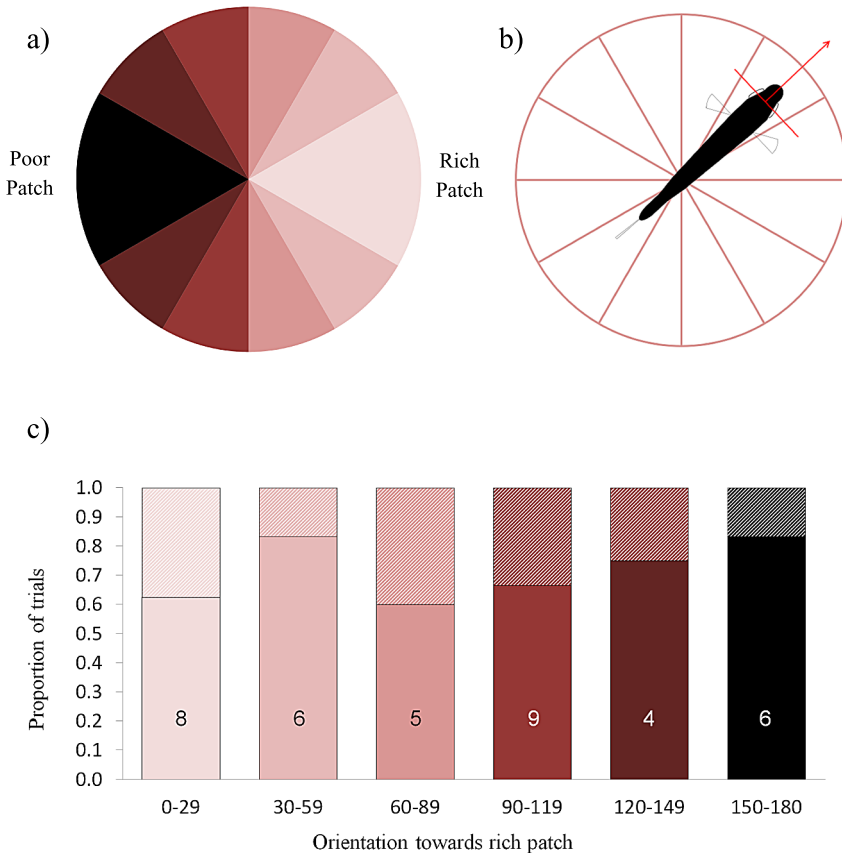 a)
Poor
Patch
Rich
Patch
b)
c)
Proportion of trials
1.0
0.9
0.8
0.7
0.6
0.5
0.4
0.3
0.2
0.1
0.0
8
6
5
9
4
6
0-29
30-59
60-89
90-119
120-149
150-180
Orientation towards rich patch